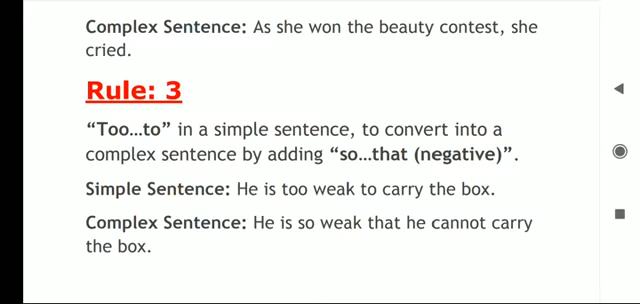 Complex Sentence: As she won the beauty contest, she
cried.
Rule: 3
“Too...to” in a simple sentence, to convert into a
complex sentence by adding “so...that (negative)”.
Simple Sentence: He is too weak to carry the box.
Complex Sentence: He is so weak that he cannot carry
the box.